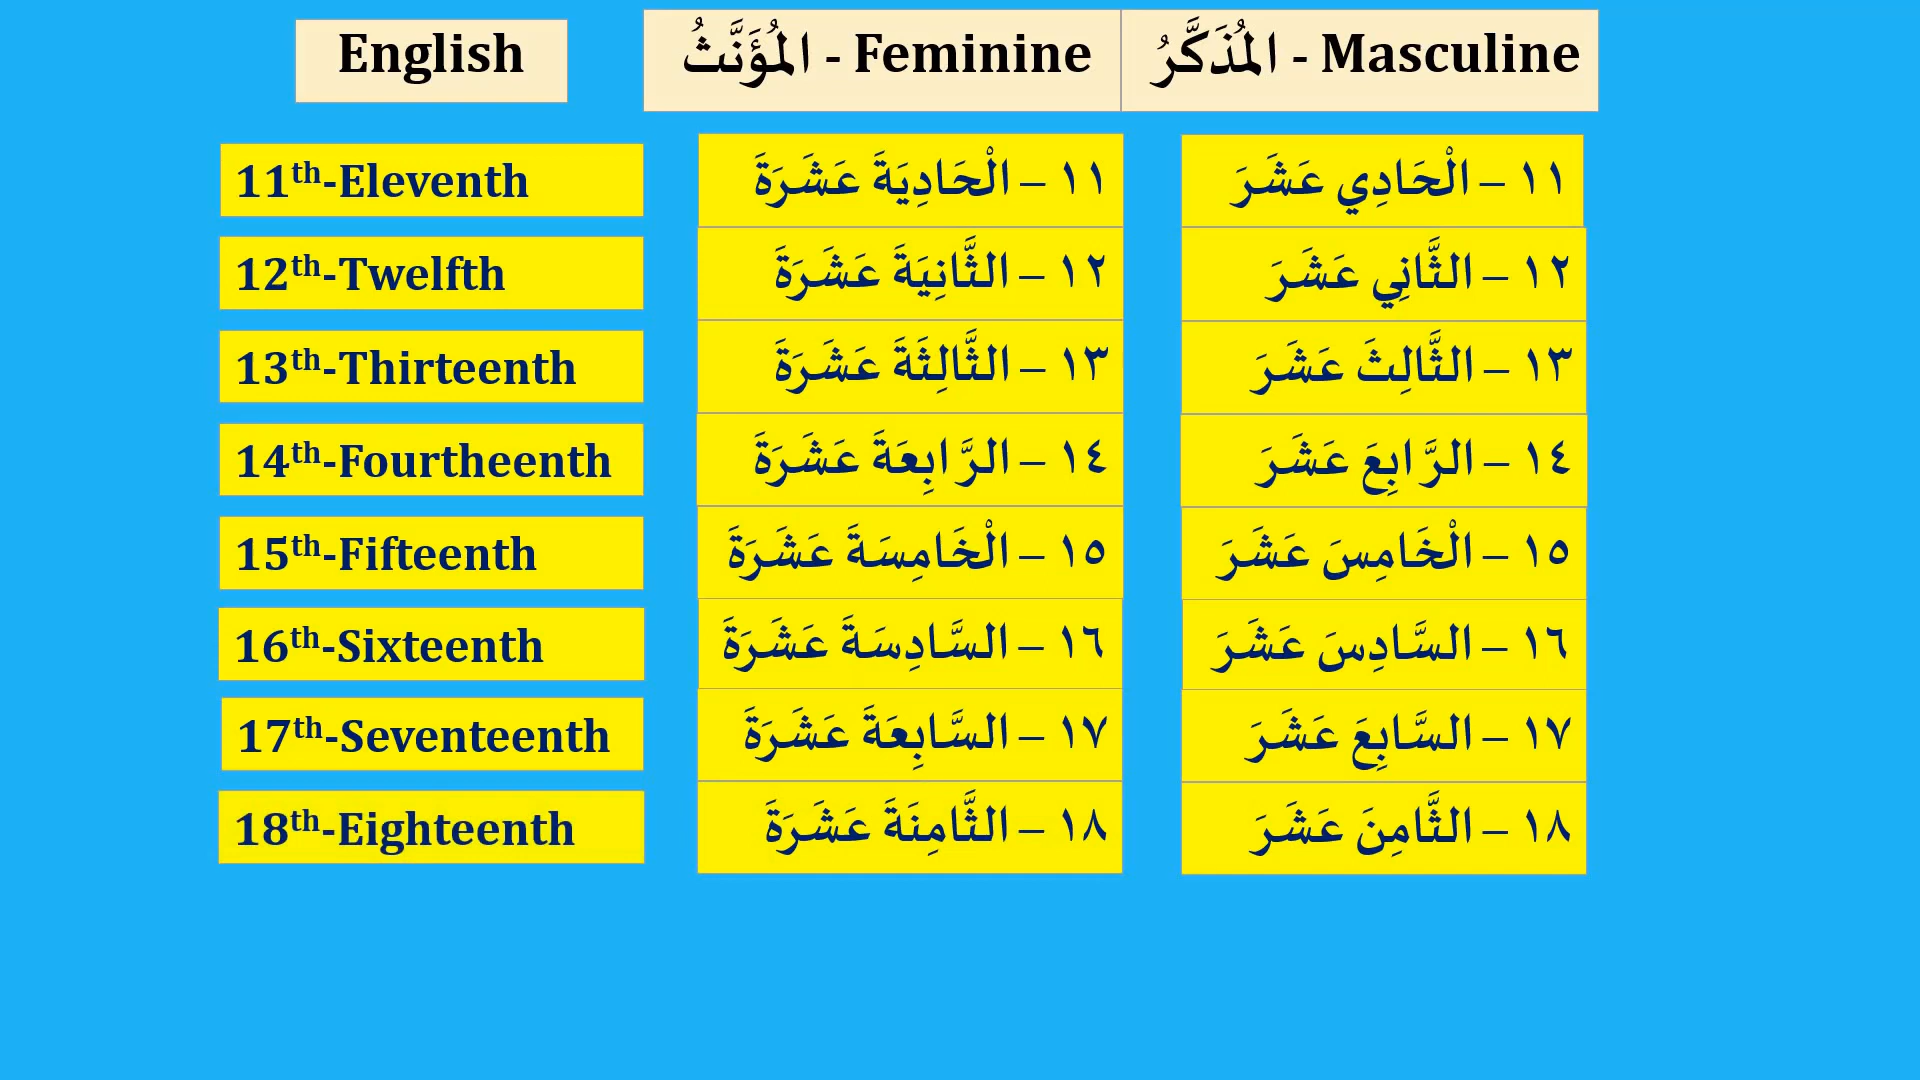 English
المُؤَنَّثُ - Feminine
المُذَكَّرُ - Masculine
11th-Eleventh
١١ – الْحَادِيَةَ عَشَرَةَ
١١ – الْحَادِي عَشَرَ
12th-Twelfth
١٢ – الثَّانِيَةَ عَشَرَةَ
١٢ – الثَّانِي عَشَرَ
13th-Thirteenth
١٣ – الثَّالِثَةَ عَشَرَةَ
١٣ – الثَّالِثَ عَشَرَ
14th-Fourtheenth
١٤ – الرَّابِعَةَ عَشَرَةَ
١٤ – الرَّابِعَ عَشَرَ
15th-Fifteenth
١٥ – الْخَامِسَةَ عَشَرَةَ
١٥ – الْخَامِسَ عَشَرَ
16th-Sixteenth
١٦ – السَّادِسَةَ عَشَرَةَ
١٦ – السَّادِسَ عَشَرَ
17th-Seventeenth
١٧ – السَّابِعَةَ عَشَرَةَ
١٧ – السَّابِعَ عَشَرَ
18th-Eighteenth
١٨ – الثَّامِنَةَ عَشَرَةَ
١٨ – الثَّامِنَ عَشَرَ